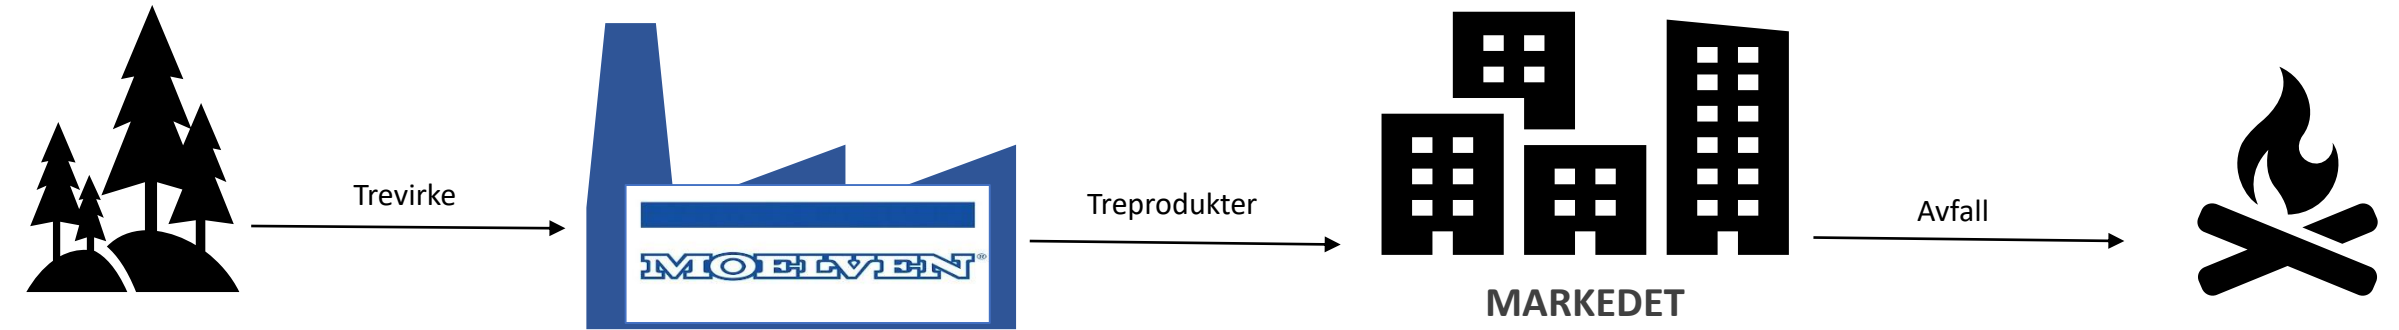 Trevirke
MOELVEN®
Treprodukter
MARKEDET
Avfall